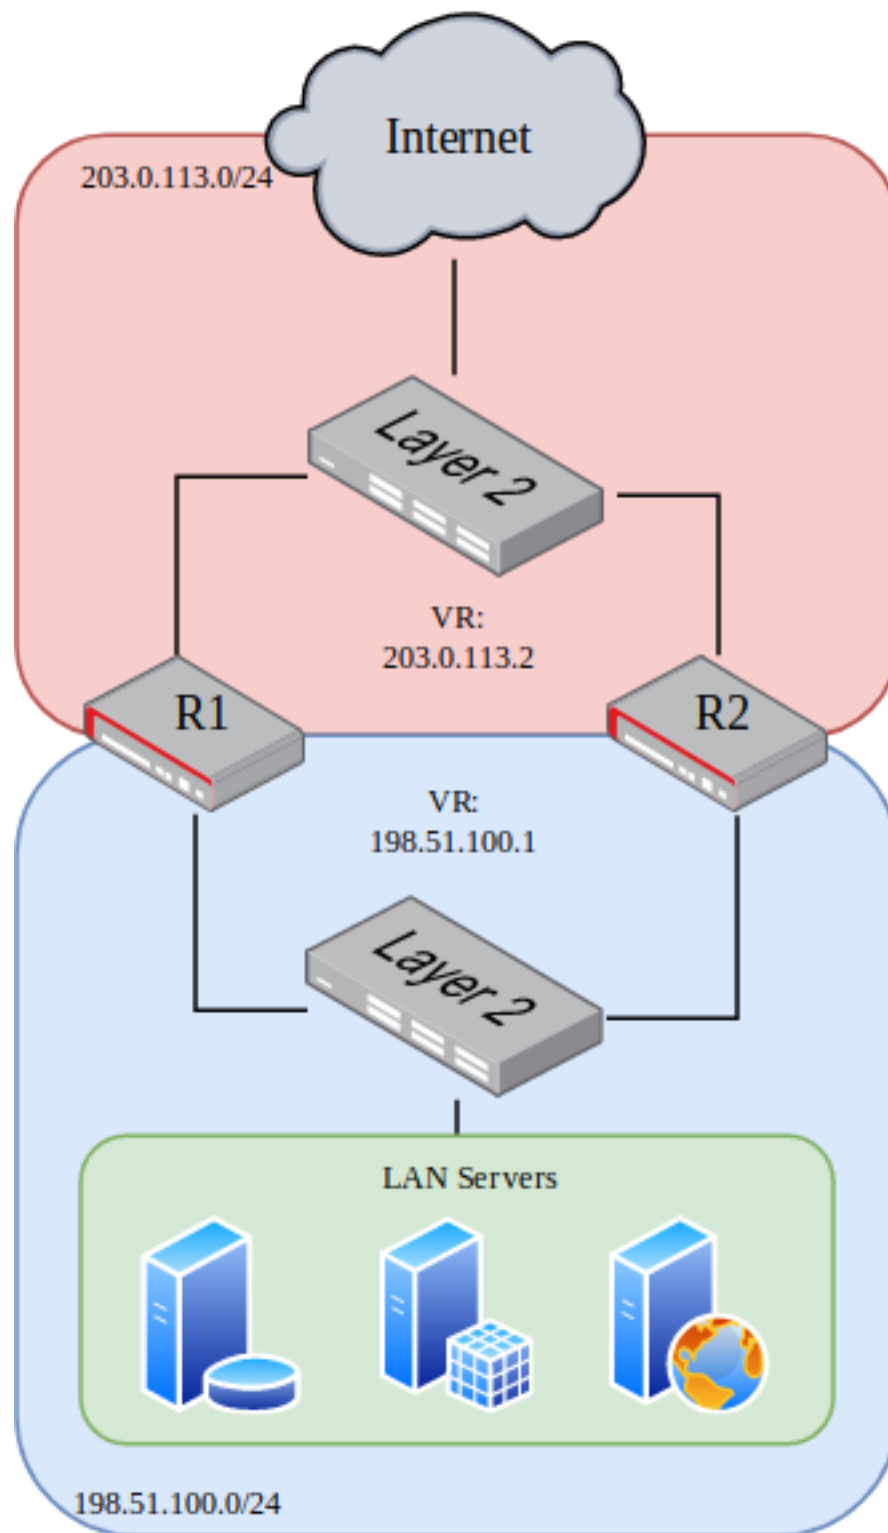 Internet
203.0.113.0/24
Layer 2
VR:
203.0.113.2
R1
R2
VR:
198.51.100.1
Layer 2
LAN Servers
198.51.100.0/24